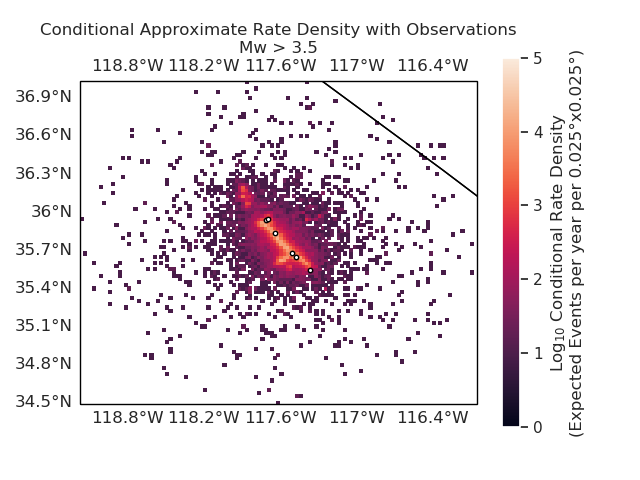 Conditional Approximate Rate Density with Observations
Mw > 3.5
118.8°W 118.2°W 117.6°W 117°W 116.4°W
36.9°N
36.6°N
36.3°N
36°N
35.7°N
35.4°N
35.1°N
34.8°N
34.5°N
118.8°W 118.2°W 117.6°W 117°W 116.4°W
5
4
3
2
1
0
Log₁₀ Conditional Rate Density
(Expected Events per year per 0.025°x0.025°)